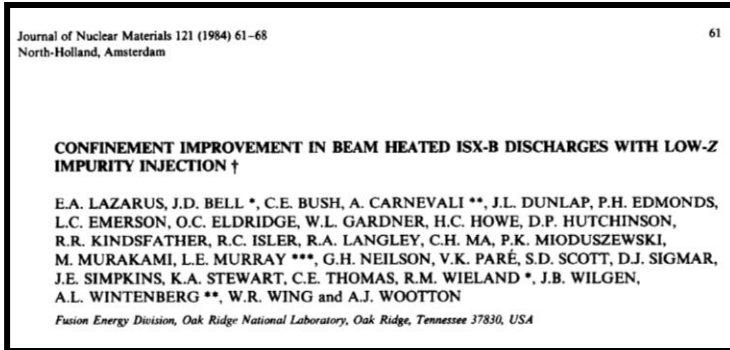 Journal of Nuclear Materials 121 (1984) 61-68
61
North-Holland, Amsterdam
CONFINEMENT IMPROVEMENT IN BEAM HEATED ISX-B DISCHARGES WITH LOW-Z
IMPURITY INJECTION †
E.A. LAZARUS, J.D. BELL *, C.E. BUSH, A. CARNEVALI **, J.L. DUNLAP, P.H. EDMONDS,
L.C. EMERSON, O.C. ELDRIDGE, W.L. GARDNER, H.C. HOWE, D.P. HUTCHINSON,
R.R. KINDSFATHER, R.C. ISLER, R.A. LANGLEY, C.H. MA, P.K. MIODUSZEWSKI,
M. MURAKAMI, L.E. MURRAY ***, G.H. NEILSON, V.K. PARÉ, S.D. SCOTT, D.J. SIGMAR,
J.E. SIMPKINS, K.A. STEWART, C.E. THOMAS, R.M. WIELAND *, J.B. WILGEN,
A.L. WINTENBERG **, W.R. WING and A.J. WOOTTON
Fusion Energy Division, Oak Ridge National Laboratory, Oak Ridge, Tennessee 37830, USA